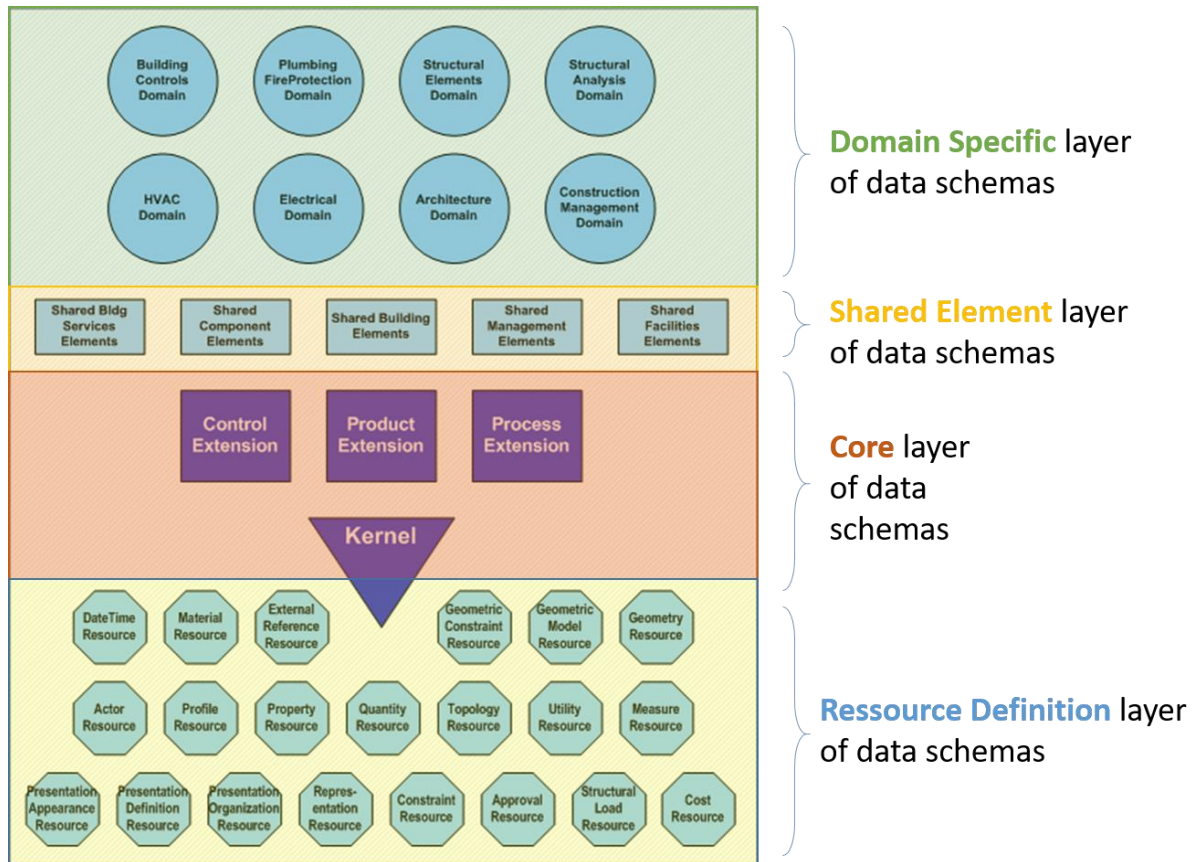 Building
Controls
Domain
Plumbing
FireProtection
Domain
Structural
Elements
Domain
Structural
Analysis
Domain
HVAC
Domain
Electrical
Domain
Architecture
Domain
Construction
Management
Domain
Domain Specific layer
of data schemas
Shared Bldg
Services
Elements
Shared
Component
Elements
Shared Building
Elements
Shared
Management
Elements
Shared
Facilities
Elements
Shared Element layer
of data schemas
Control
Extension
Product
Extension
Process
Extension
Kernel
Core layer
of data
schemas
DateTime
Resource
Material
Resource
External
Reference
Resource
Geometric
Constraint
Resource
Geometric
Model
Resource
Geometry
Resource
Actor
Resource
Profile
Resource
Property
Resource
Quantity
Resource
Topology
Resource
Utility
Resource
Measure
Resource
Presentation
Appearance
Resource
Presentation
Definition
Resource
Presentation
Organization
Resource
Repres-
entation
Resource
Constraint
Resource
Approval
Resource
Structural
Load
Resource
Cost
Resource
Ressource Definition layer
of data schemas